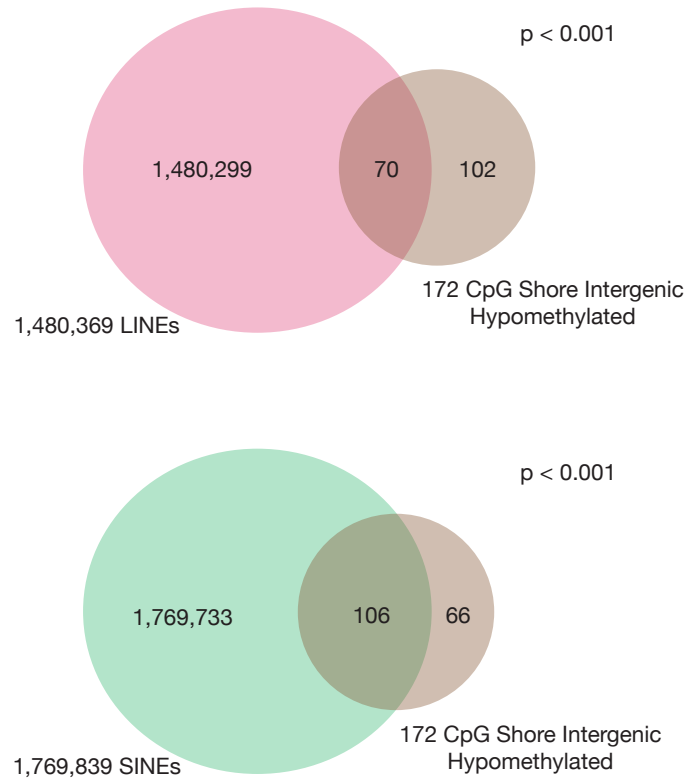 p < 0.001
1,480,299
70
102
172 CpG Shore Intergenic
Hypomethylated
1,480,369 LINEs
p < 0.001
1,769,733
106
66
172 CpG Shore Intergenic
Hypomethylated
1,769,839 SINEs